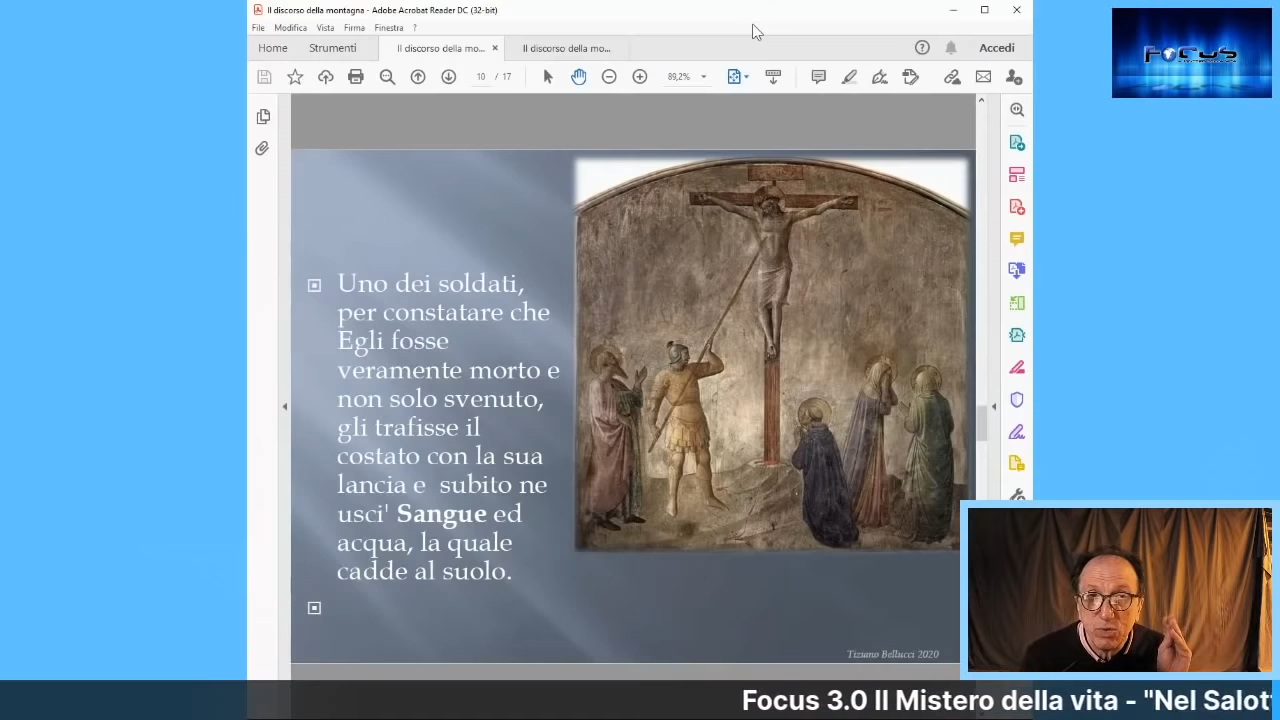 Il discorso della montagna - Adobe Acrobat Reader DC (32-bit)
File Modifica Vista Firma Finestra ?
Home Strumenti Il discorso della mo... Il discorso della mo... Accedi
10 / 17 89,2%
FOCUS
Uno dei soldati,
per constatare che
Egli fosse
veramente morto e
non solo svenuto,
gli trafisse il
costato con la sua
lancia e subito ne
usci' Sangue ed
acqua, la quale
cadde al suolo.
Tiziano Bellucci 2020
Focus 3.0 Il Mistero della vita - "Nel Salot